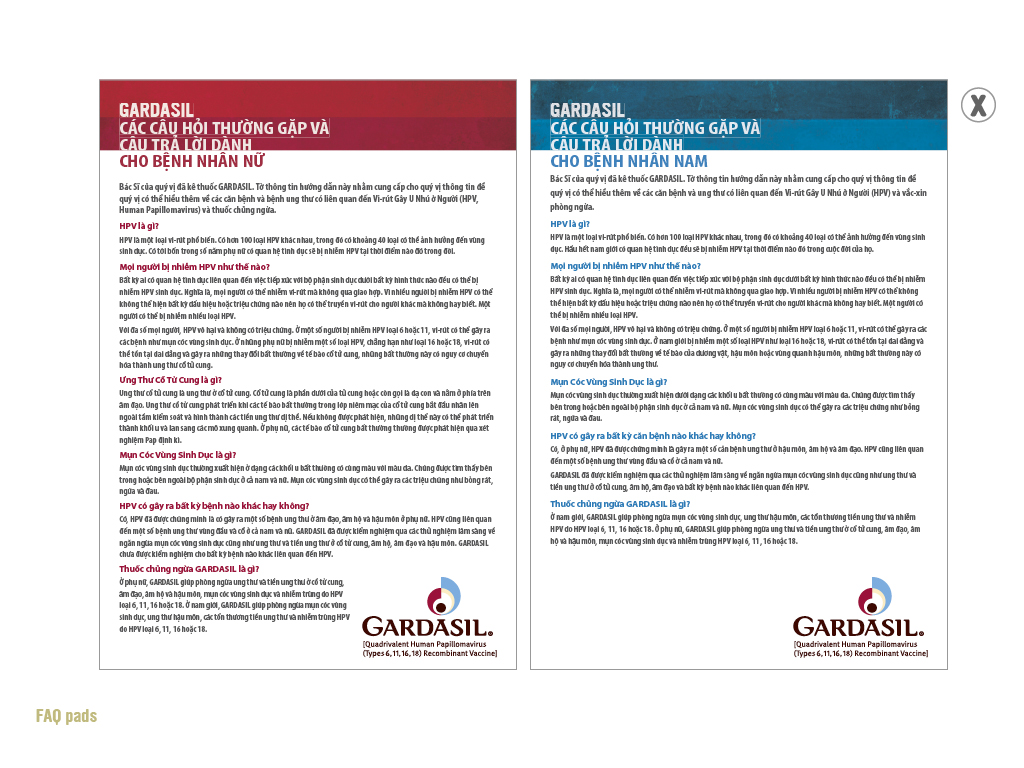 GARDASIL
CÁC CÂU HỎI THƯỜNG GẶP VÀ
CÂU TRẢ LỜI DÀNH
CHO BỆNH NHÂN NỮ
Bác Sĩ của quý vị đã kê thuốc GARDASIL. Tờ thông tin hướng dẫn này nhằm cung cấp cho quý vị thông tin để
quý vị có thể hiểu thêm về các căn bệnh và bệnh ung thư có liên quan đến Vi-rút Gây U Nhú ở Người (HPV,
Human Papillomavirus) và thuốc chủng ngừa.
HPV là gì?
HPV là một loại vi-rút phổ biến. Có hơn 100 loại HPV khác nhau, trong đó có khoảng 40 loại có thể ảnh hưởng đến vùng
sinh dục. Có tới bốn trong số năm phụ nữ có quan hệ tình dục sẽ bị nhiễm HPV tại thời điểm nào đó trong đời.
Mọi người bị nhiễm HPV như thế nào?
Bất kỳ ai có quan hệ tình dục liên quan đến việc tiếp xúc với bộ phận sinh dục dưới bất kỳ hình thức nào đều có thể bị
nhiễm HPV sinh dục. Nghĩa là, mọi người có thể nhiễm vi-rút mà không qua giao hợp. Vì nhiều người bị nhiễm HPV có thể
không thể hiện bất kỳ dấu hiệu hoặc triệu chứng nào nên họ có thể truyền vi-rút cho người khác mà không hay biết. Một
người có thể bị nhiễm nhiều loại HPV.
Với đa số mọi người, HPV vô hại và không có triệu chứng. Ở một số người bị nhiễm HPV loại 6 hoặc 11, vi-rút có thể gây ra
các bệnh như mụn cóc vùng sinh dục. Ở những phụ nữ bị nhiễm một số loại HPV, chẳng hạn như loại 16 hoặc 18, vi-rút có
thể tồn tại dai dẳng và gây ra những thay đổi bất thường về tế bào cổ tử cung, những bất thường này có nguy cơ chuyển
hóa thành ung thư cổ tử cung.
Ung Thư Cổ Tử Cung là gì?
Ung thư cổ tử cung là ung thư ở cổ tử cung. Cổ tử cung là phần dưới của tử cung hoặc còn gọi là dạ con và nằm ở phía trên
âm đạo. Ung thư cổ tử cung phát triển khi các tế bào bất thường trong lớp niêm mạc của cổ tử cung bắt đầu nhân lên
ngoài tầm kiểm soát và hình thành các tiền ung thư dị thể. Nếu không được phát hiện, những dị thể này có thể phát triển
thành khối u và lan sang các mô xung quanh. Ở phụ nữ, các tế bào cổ tử cung bất thường thường được phát hiện qua xét
nghiệm Pap định kì.
Mụn Cóc Vùng Sinh Dục là gì?
Mụn cóc vùng sinh dục thường xuất hiện ở dạng các khối u bất thường có cùng màu với màu da. Chúng được tìm thấy bên
trong hoặc bên ngoài bộ phận sinh dục ở cả nam và nữ. Mụn cóc vùng sinh dục có thể gây ra các triệu chứng như bỏng rát,
ngứa và đau.
HPV có gây ra bất kỳ bệnh nào khác hay không?
Có, HPV đã được chứng minh là có gây ra một số bệnh ung thư ở âm đạo, âm hộ và hậu môn ở phụ nữ. HPV cũng liên quan
đến một số bệnh ung thư vùng đầu và cổ ở cả nam và nữ. GARDASIL đã được kiểm nghiệm qua các thử nghiệm lâm sàng về
ngăn ngừa mụn cóc vùng sinh dục cũng như ung thư và tiền ung thư ở cổ tử cung, âm hộ, âm đạo và hậu môn. GARDASIL
chưa được kiểm nghiệm cho bất kỳ bệnh nào khác liên quan đến HPV.
Thuốc chủng ngừa GARDASIL là gì?
Ở phụ nữ, GARDASIL giúp phòng ngừa ung thư và tiền ung thư ở cổ tử cung,
âm đạo, âm hộ và hậu môn, mụn cóc vùng sinh dục và nhiễm trùng do HPV
loại 6, 11, 16 hoặc 18. Ở nam giới, GARDASIL giúp phòng ngừa mụn cóc vùng
sinh dục, ung thư hậu môn, các tổn thương tiền ung thư và nhiễm trùng HPV
do HPV loại 6, 11, 16 hoặc 18.
GARDASIL®
[Quadrivalent Human Papillomavirus
(Types 6, 11, 16, 18) Recombinant Vaccine]
GARDASIL
CÁC CÂU HỎI THƯỜNG GẶP VÀ
CÂU TRẢ LỜI DÀNH
CHO BỆNH NHÂN NAM
Bác Sĩ của quý vị đã kê thuốc GARDASIL. Tờ thông tin hướng dẫn này nhằm cung cấp cho quý vị thông tin để
quý vị có thể hiểu thêm về các căn bệnh và ung thư có liên quan đến Vi-rút Gây U Nhú ở Người (HPV) và vắc-xin
phòng ngừa.
HPV là gì?
HPV là một loại vi-rút phổ biến. Có hơn 100 loại HPV khác nhau, trong đó có khoảng 40 loại có thể ảnh hưởng đến vùng sinh
dục. Hầu hết nam giới có quan hệ tình dục đều sẽ bị nhiễm HPV tại thời điểm nào đó trong cuộc đời của họ.
Mọi người bị nhiễm HPV như thế nào?
Bất kỳ ai có quan hệ tình dục liên quan đến việc tiếp xúc với bộ phận sinh dục dưới bất kỳ hình thức nào đều có thể bị nhiễm
HPV sinh dục. Nghĩa là, mọi người có thể nhiễm vi-rút mà không qua giao hợp. Vì nhiều người bị nhiễm HPV có thể không
thể hiện bất kỳ dấu hiệu hoặc triệu chứng nào nên họ có thể truyền vi-rút cho người khác mà không hay biết. Một người có
thể bị nhiễm nhiều loại HPV.
Với đa số mọi người, HPV vô hại và không có triệu chứng. Ở một số người bị nhiễm HPV loại 6 hoặc 11, vi-rút có thể gây ra các
bệnh như mụn cóc vùng sinh dục. Ở nam giới bị nhiễm một số loại HPV như loại 16 hoặc 18, vi-rút có thể tồn tại dai dẳng và
gây ra những thay đổi bất thường về tế bào của dương vật, hậu môn hoặc vùng quanh hậu môn, những bất thường này có
nguy cơ chuyển hóa thành ung thư.
Mụn Cóc Vùng Sinh Dục là gì?
Mụn cóc vùng sinh dục thường xuất hiện dưới dạng các khối u bất thường có cùng màu với màu da. Chúng được tìm thấy
bên trong hoặc bên ngoài bộ phận sinh dục ở cả nam và nữ. Mụn cóc vùng sinh dục có thể gây ra các triệu chứng như bỏng
rát, ngứa và đau.
HPV có gây ra bất kỳ căn bệnh nào khác hay không?
Có, ở phụ nữ, HPV đã được chứng minh là gây ra một số căn bệnh ung thư ở hậu môn, âm hộ và âm đạo. HPV cũng liên quan
đến một số bệnh ung thư vùng đầu và cổ ở cả nam và nữ.
GARDASIL đã được kiểm nghiệm qua các thử nghiệm lâm sàng về ngăn ngừa mụn cóc vùng sinh dục cũng như ung thư và
tiền ung thư ở cổ tử cung, âm hộ, âm đạo và bất kỳ bệnh nào khác liên quan đến HPV.
Thuốc chủng ngừa GARDASIL là gì?
Ở nam giới, GARDASIL giúp phòng ngừa mụn cóc vùng sinh dục, ung thư hậu môn, các tổn thương tiền ung thư và nhiễm
HPV do HPV loại 6, 11, 16 hoặc 18. Ở phụ nữ, GARDASIL giúp phòng ngừa ung thư và tiền ung thư ở cổ tử cung, âm đạo, âm
hộ và hậu môn, mụn cóc vùng sinh dục và nhiễm trùng HPV loại 6, 11, 16 hoặc 18.
GARDASIL®
[Quadrivalent Human Papillomavirus
(Types 6, 11, 16, 18) Recombinant Vaccine]
X
FAQ pads